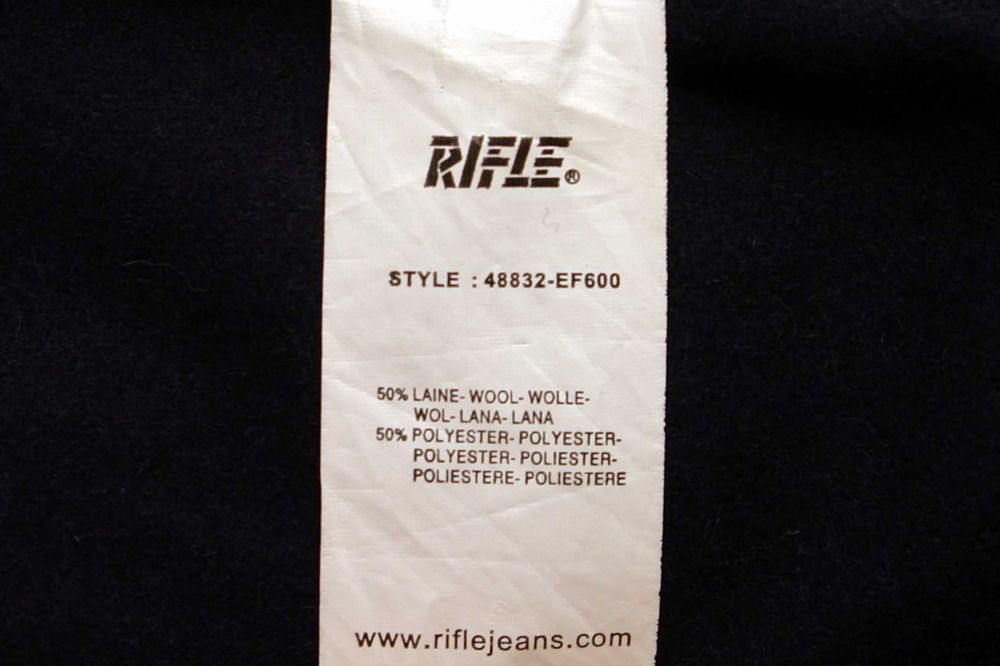 RIFLE®
STYLE : 48832-EF600
50% LAINE- WOOL- WOLLE-
WOL- LANA- LANA
50% POLYESTER- POLYESTER-
POLYESTER- POLIESTER-
POLIESTERE- POLIESTERE
www.riflejeans.com